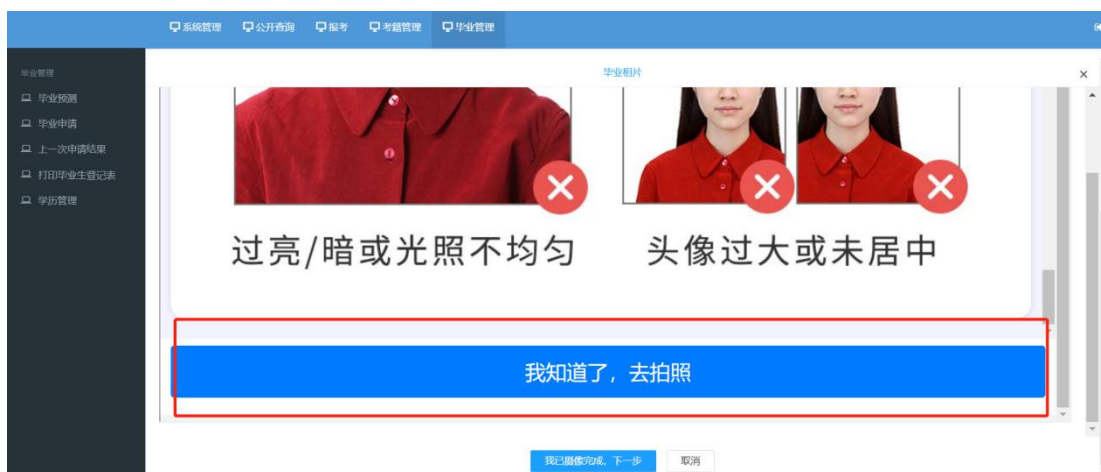 系统管理 公开查询 报考 考籍管理 毕业管理
毕业管理
毕业相片
毕业预测
毕业申请
上一次申请结果
打印毕业生登记表
学历管理
过亮/暗或光照不均匀
头像过大或未居中
我知道了，去拍照
我已摄像完成，下一步
取消